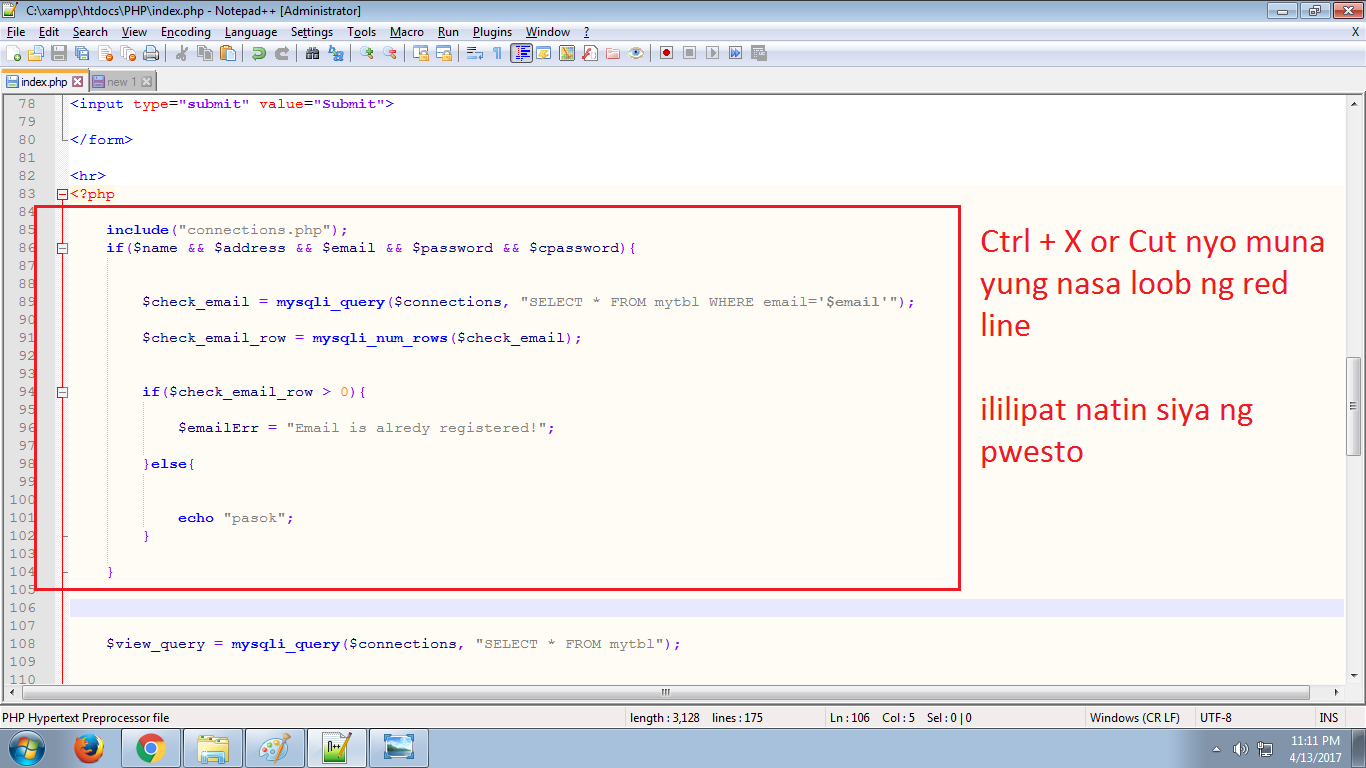 C:\xampp\htdocs\PHP\index.php - Notepad++ [Administrator]
File Edit Search View Encoding Language Settings Tools Macro Run Plugins Window ? X
index.php new 1
78 <input type="submit" value="Submit">
79
80 </form>
81
82 <hr>
83 <?php
84
85 include("connections.php");
86 if($name && $address && $email && $password && $cpassword){
87
88
89 $check_email = mysqli_query($connections, "SELECT * FROM mytbl WHERE email='$email'");
90
91 $check_email_row = mysqli_num_rows($check_email);
92
93
94 if($check_email_row > 0){
95
96 $emailErr = "Email is alredy registered!";
97
98 }else{
99
100
101 echo "pasok";
102 }
103
104 }
105
106
107
108 $view_query = mysqli_query($connections, "SELECT * FROM mytbl");
109
110
Ctrl + X or Cut nyo muna
yung nasa loob ng red
line
ililipat natin siya ng
pwesto
PHP Hypertext Preprocessor file length : 3,128 lines : 175 Ln : 106 Col : 5 Sel : 0 | 0 Windows (CR LF) UTF-8 INS
11:11 PM
4/13/2017